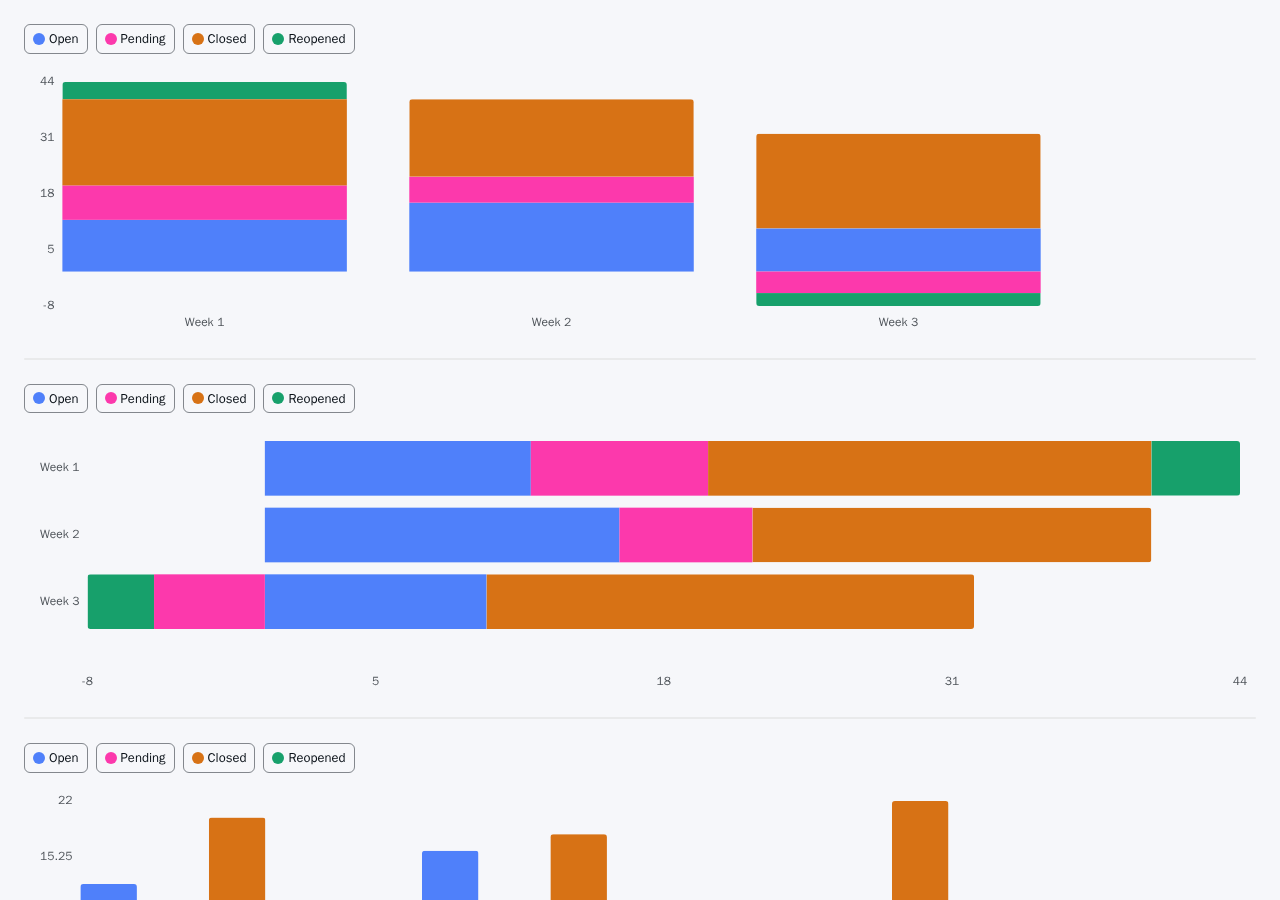 Open Pending Closed Reopened
44
31
18
5
-8
Week 1 Week 2 Week 3
Open Pending Closed Reopened
Week 1
Week 2
Week 3
-8 5 18 31 44
Open Pending Closed Reopened
22
15.25